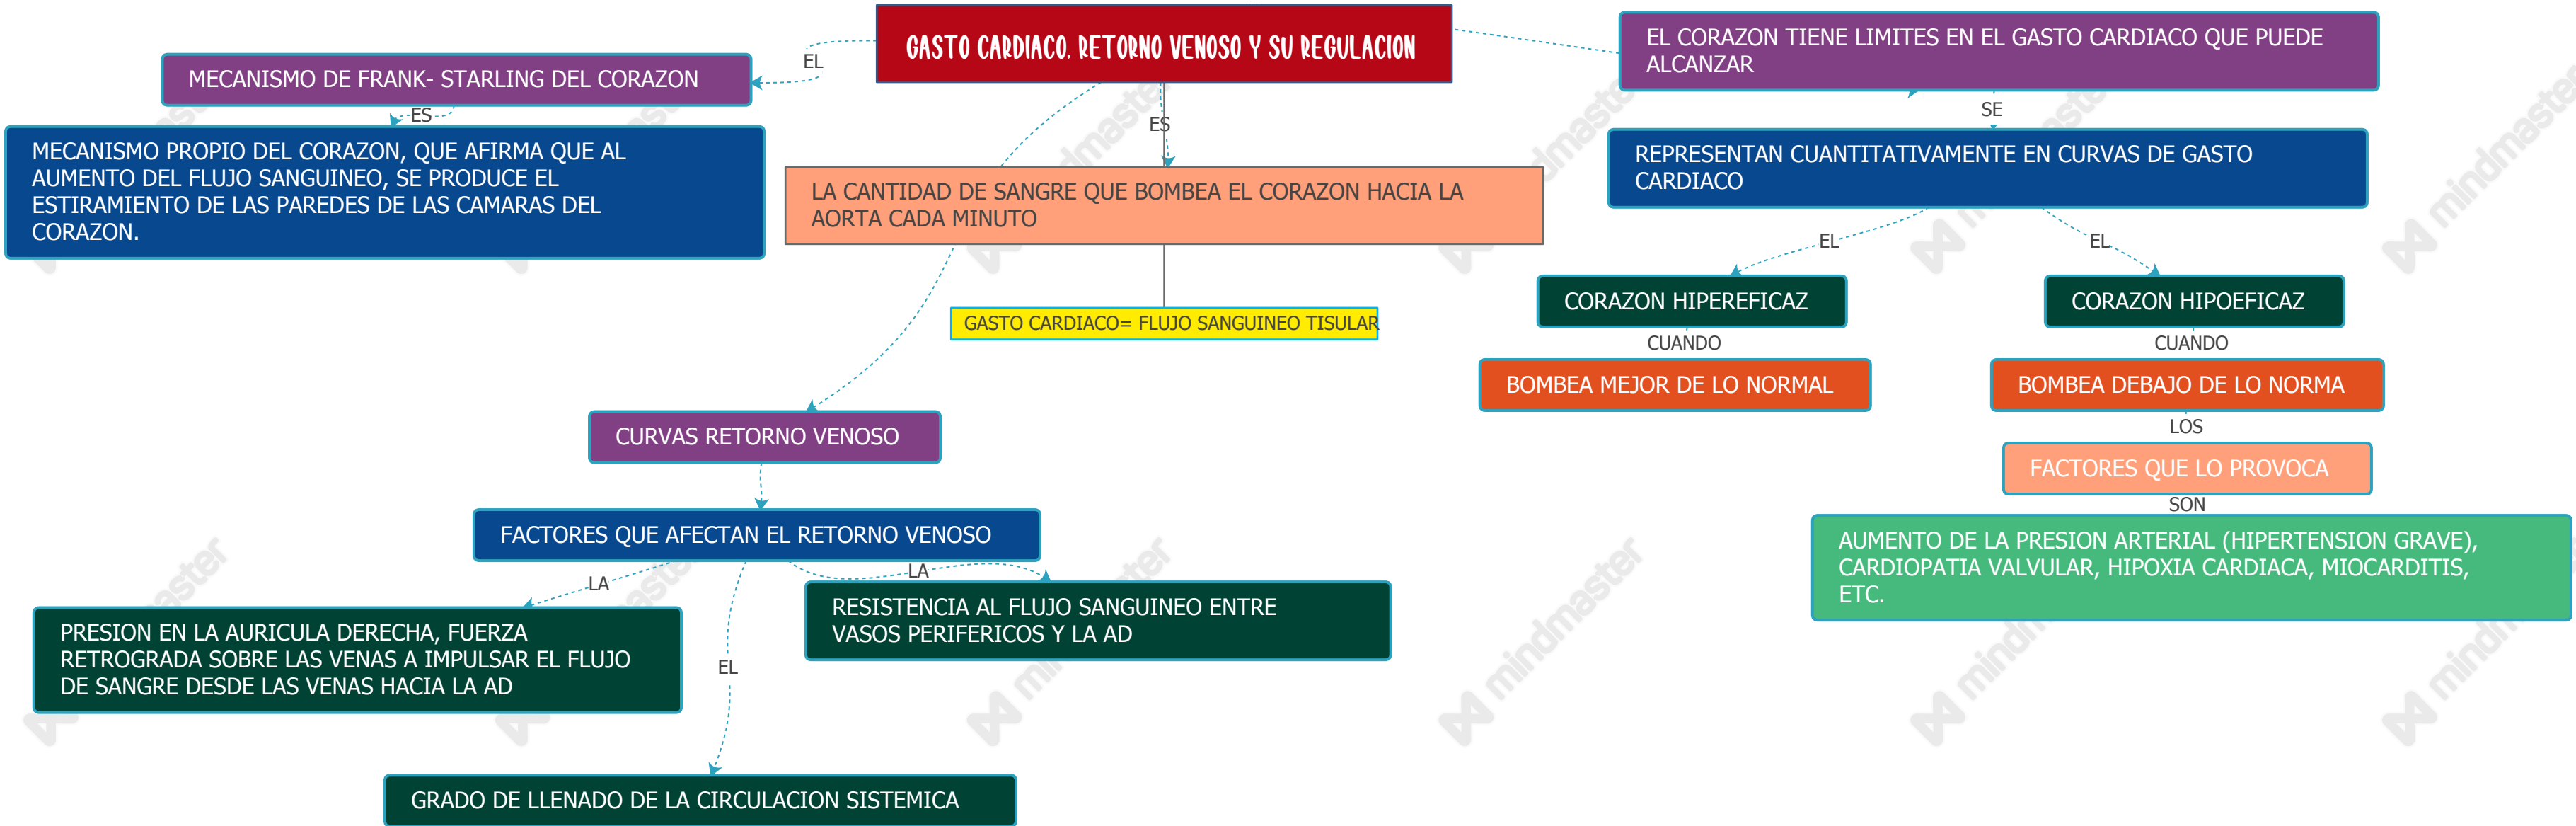 GASTO CARDIACO. RETORNO VENOSO Y SU REGULACION
EL
MECANISMO DE FRANK- STARLING DEL CORAZON
ES
MECANISMO PROPIO DEL CORAZON, QUE AFIRMA QUE AL
AUMENTO DEL FLUJO SANGUINEO, SE PRODUCE EL
ESTIRAMIENTO DE LAS PAREDES DE LAS CAMARAS DEL
CORAZON.
ES
LA CANTIDAD DE SANGRE QUE BOMBEA EL CORAZON HACIA LA
AORTA CADA MINUTO
GASTO CARDIACO= FLUJO SANGUINEO TISULAR
EL CORAZON TIENE LIMITES EN EL GASTO CARDIACO QUE PUEDE
ALCANZAR
SE
REPRESENTAN CUANTITATIVAMENTE EN CURVAS DE GASTO
CARDIACO
EL
CORAZON HIPEREFICAZ
CUANDO
BOMBEA MEJOR DE LO NORMAL
EL
CORAZON HIPOEFICAZ
CUANDO
BOMBEA DEBAJO DE LO NORMA
LOS
FACTORES QUE LO PROVOCA
SON
AUMENTO DE LA PRESION ARTERIAL (HIPERTENSION GRAVE),
CARDIOPATIA VALVULAR, HIPOXIA CARDIACA, MIOCARDITIS,
ETC.
CURVAS RETORNO VENOSO
FACTORES QUE AFECTAN EL RETORNO VENOSO
LA
PRESION EN LA AURICULA DERECHA, FUERZA
RETROGRADA SOBRE LAS VENAS A IMPULSAR EL FLUJO
DE SANGRE DESDE LAS VENAS HACIA LA AD
LA
RESISTENCIA AL FLUJO SANGUINEO ENTRE
VASOS PERIFERICOS Y LA AD
EL
GRADO DE LLENADO DE LA CIRCULACION SISTEMICA
mindmaster
mindmaster
mindmaster
mindmaster
mindmaster
mindmaster
mindmaster
mindmaster